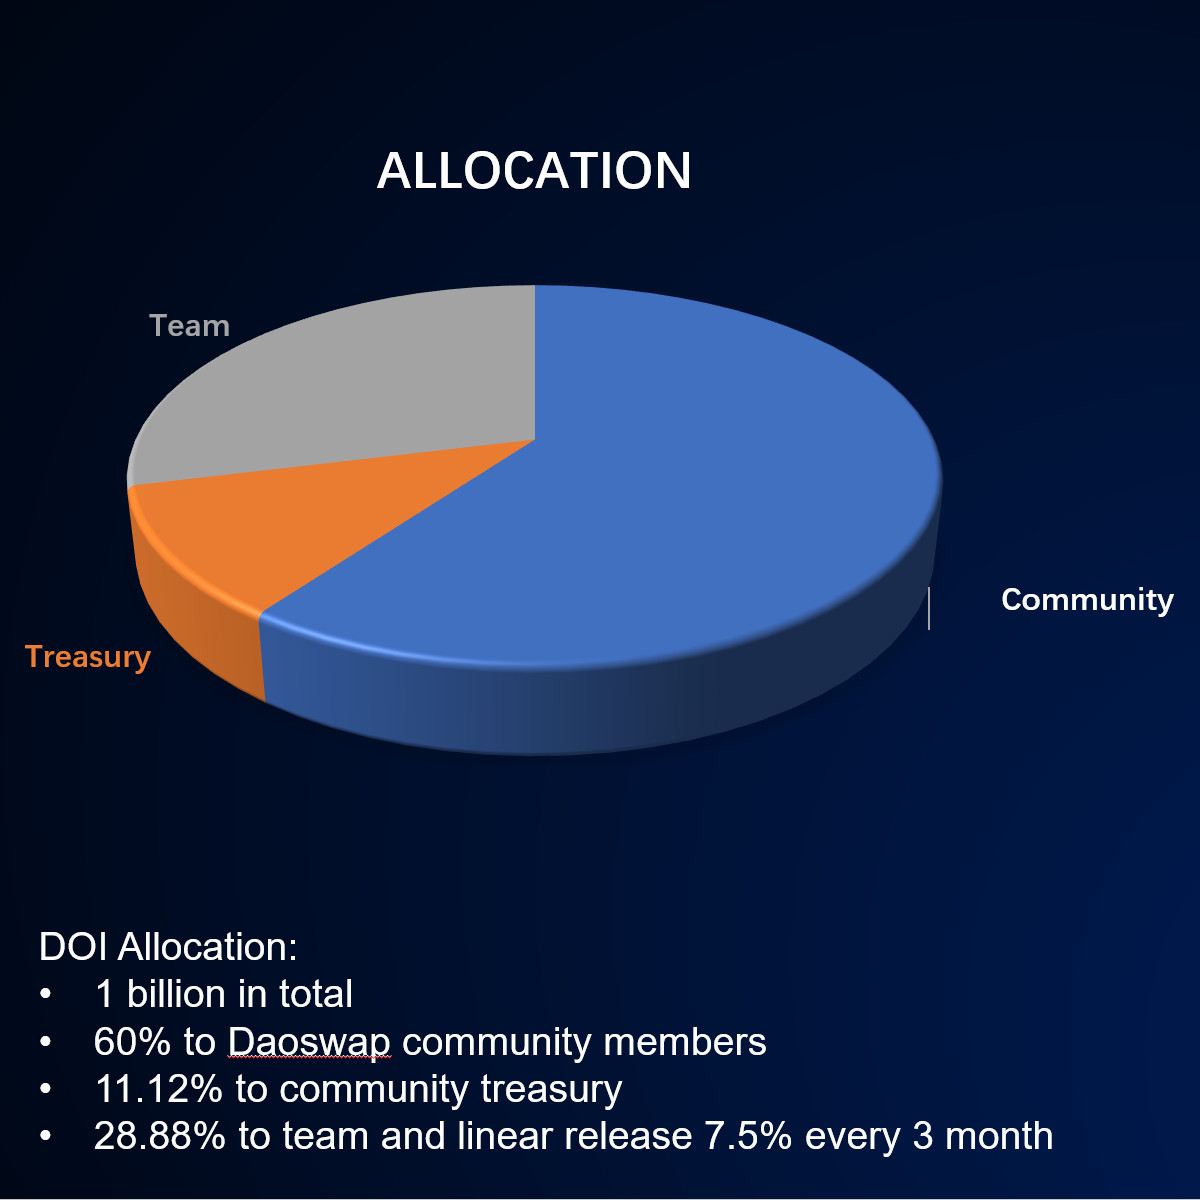 ALLOCATION
Team
Community
Treasury
DOI Allocation:
• 1 billion in total
• 60% to Daoswap community members
• 11.12% to community treasury
• 28.88% to team and linear release 7.5% every 3 month